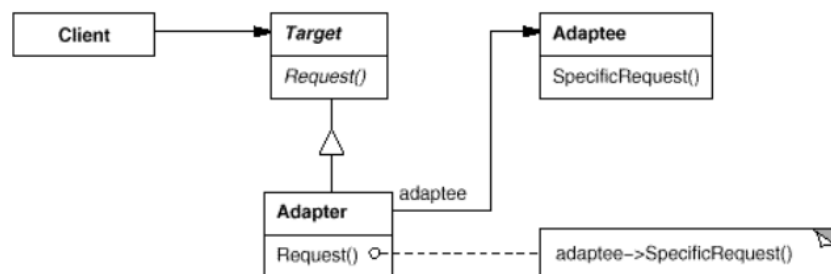 Client
Target
Adaptee
Request()
SpecificRequest()
adaptee
Adapter
Request()
adaptee->SpecificRequest()